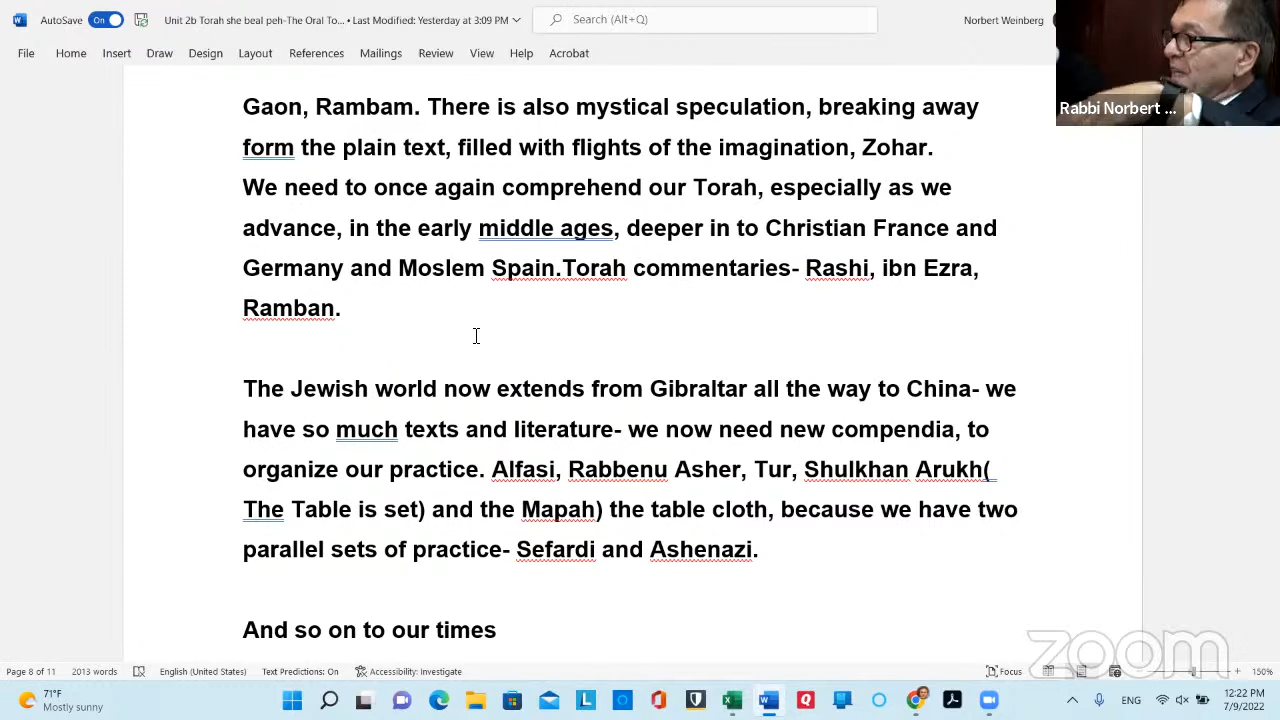 AutoSave On Unit 2b Torah she beal peh-The Oral To... • Last Modified: Yesterday at 3:09 PM Search (Alt+Q) Norbert Weinberg
File Home Insert Draw Design Layout References Mailings Review View Help Acrobat
Rabbi Norbert ...
Gaon, Rambam. There is also mystical speculation, breaking away
form the plain text, filled with flights of the imagination, Zohar.
We need to once again comprehend our Torah, especially as we
advance, in the early middle ages, deeper in to Christian France and
Germany and Moslem Spain.Torah commentaries- Rashi, ibn Ezra,
Ramban.
The Jewish world now extends from Gibraltar all the way to China- we
have so much texts and literature- we now need new compendia, to
organize our practice. Alfasi, Rabbenu Asher, Tur, Shulkhan Arukh(
The Table is set) and the Mapah) the table cloth, because we have two
parallel sets of practice- Sefardi and Ashenazi.
And so on to our times
zoom
Page 8 of 11 2013 words English (United States) Text Predictions: On Accessibility: Investigate Focus 150%
71°F
Mostly sunny
ENG
12:22 PM
7/9/2022